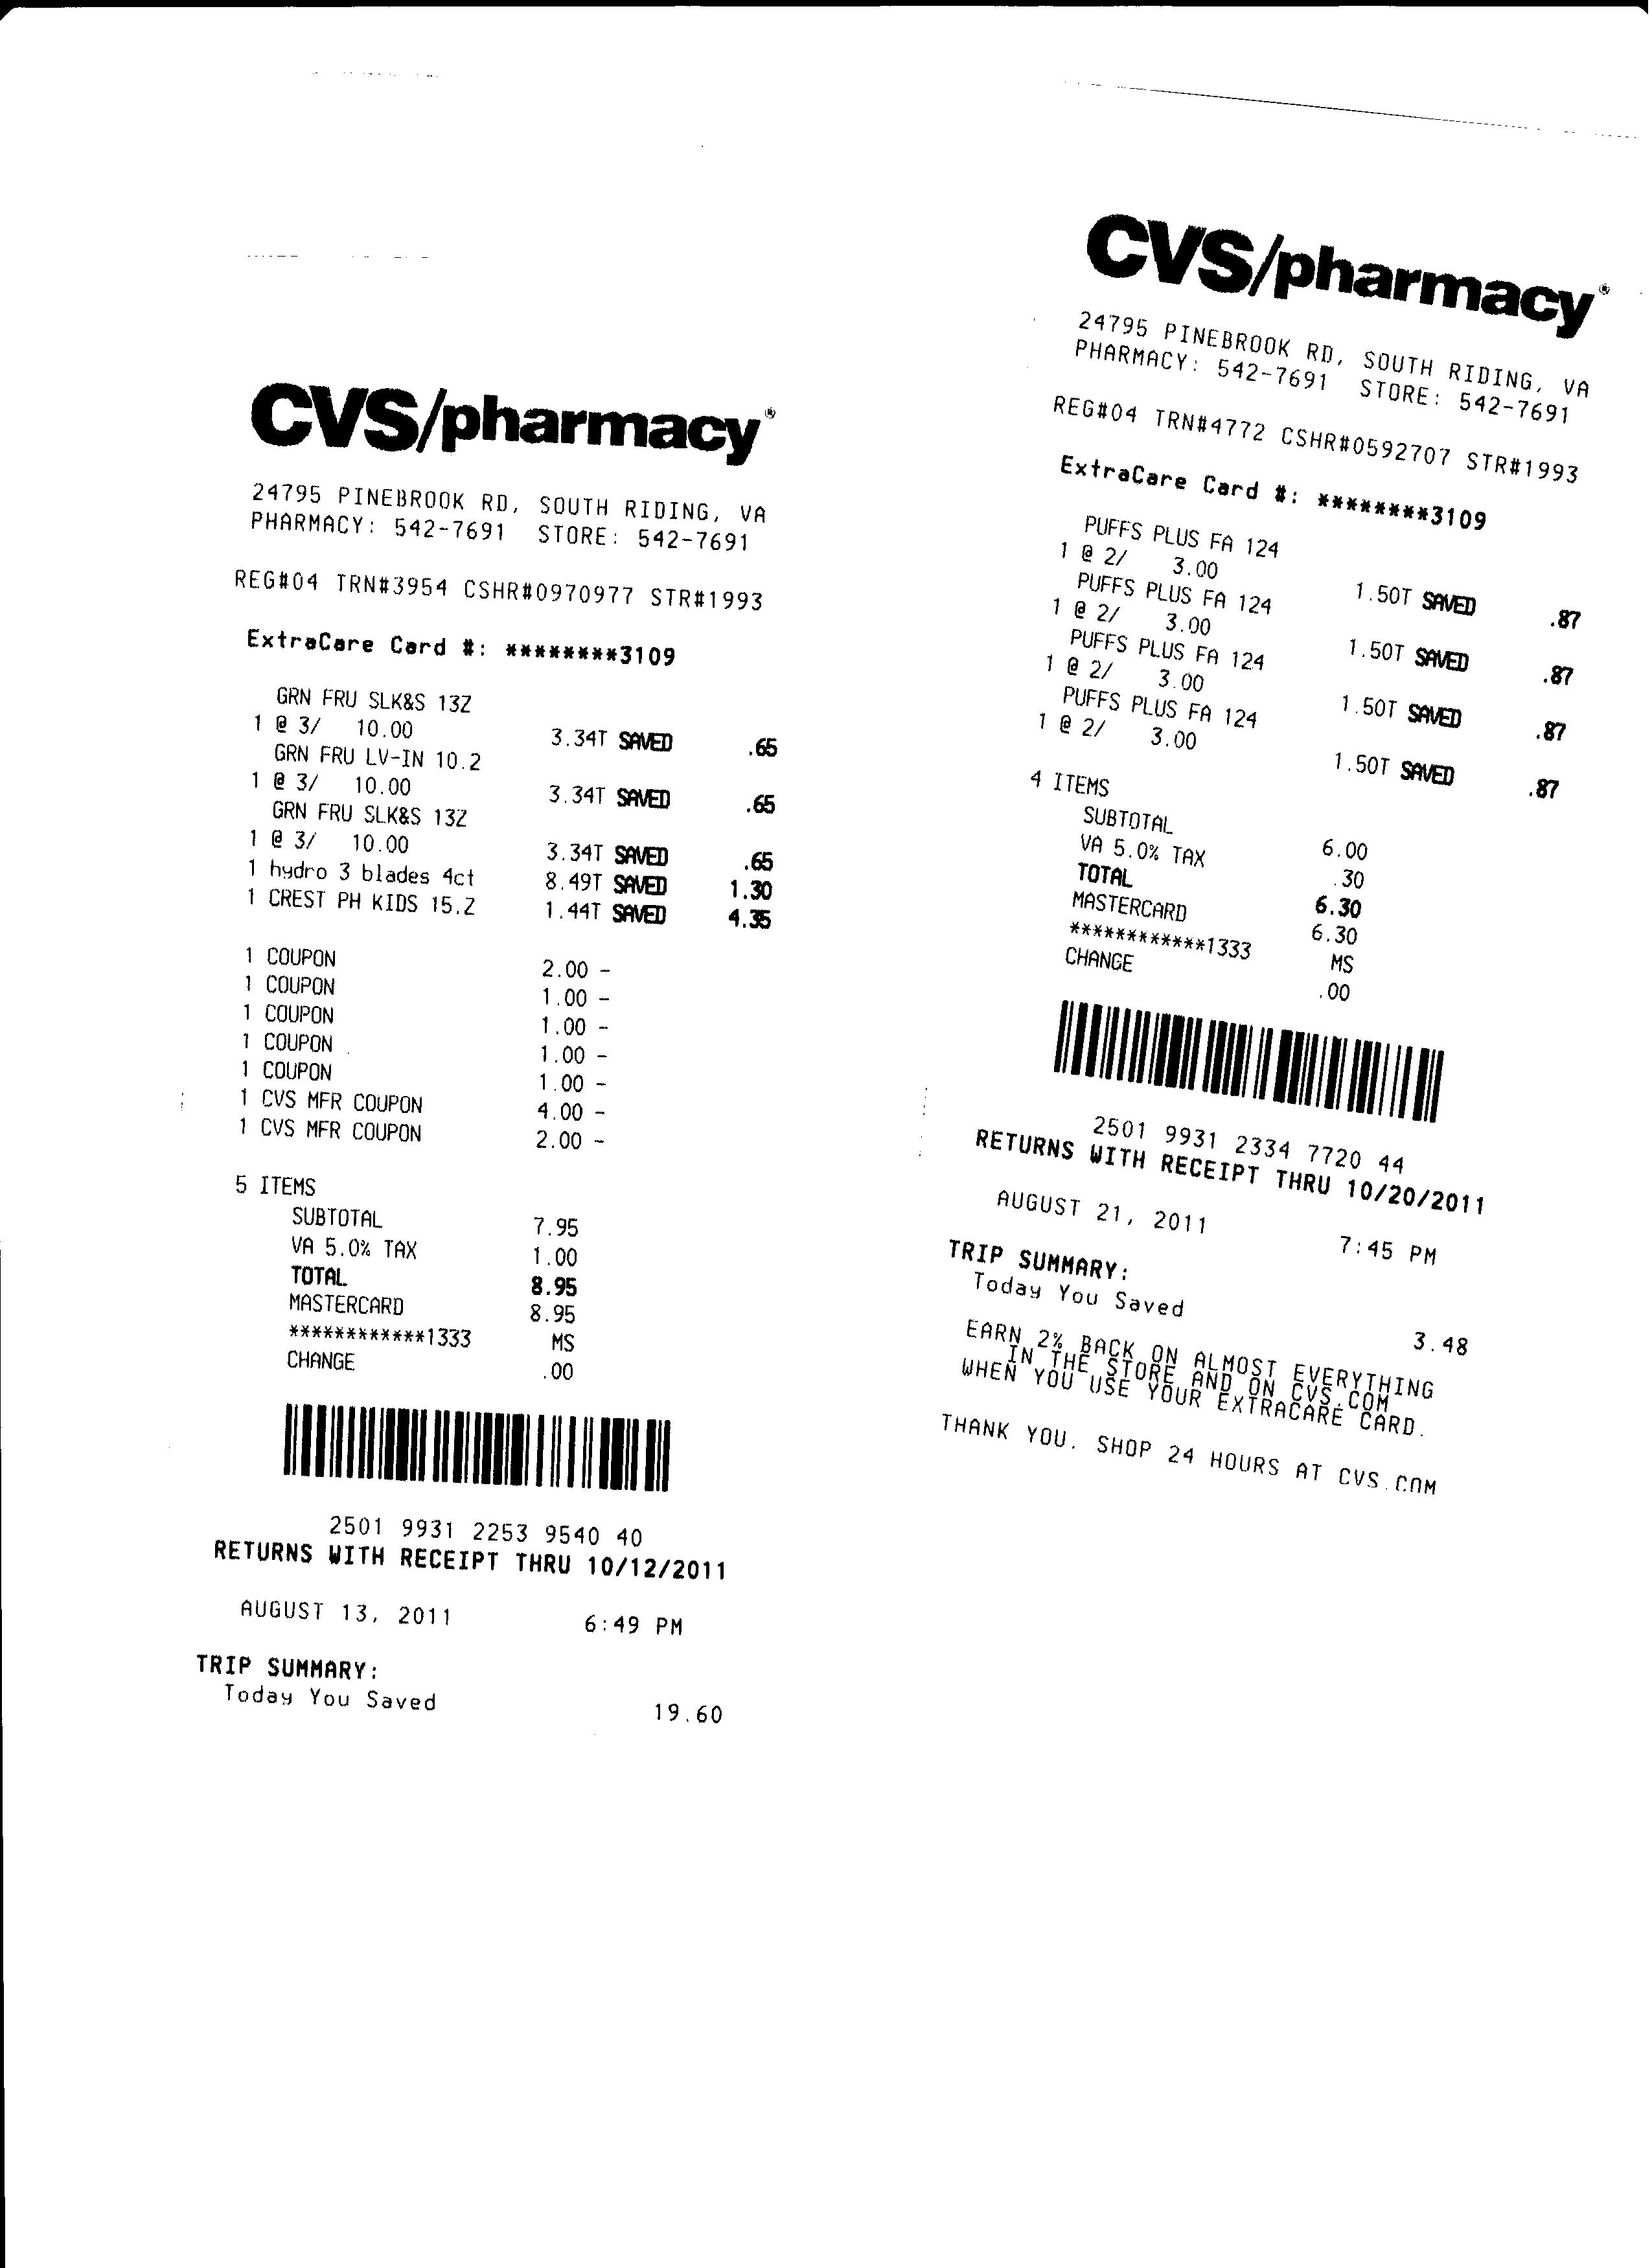 CVS/pharmacy®
24795 PINEBROOK RD, SOUTH RIDING, VA
PHARMACY: 542-7691 STORE: 542-7691
REG#04 TRN#3954 CSHR#0970977 STR#1993
ExtraCare Card #: ********3109
GRN FRU SLK&S 13Z
1 @ 3/ 10.00 3.34T SAVED .65
GRN FRU LV-IN 10.2
1 @ 3/ 10.00 3.34T SAVED .65
GRN FRU SLK&S 13Z
1 @ 3/ 10.00 3.34T SAVED .65
1 hydro 3 blades 4ct 8.49T SAVED 1.30
1 CREST PH KIDS 15.Z 1.44T SAVED 4.35
1 COUPON 2.00 -
1 COUPON 1.00 -
1 COUPON 1.00 -
1 COUPON 1.00 -
1 COUPON 1.00 -
1 CVS MFR COUPON 4.00 -
1 CVS MFR COUPON 2.00 -
5 ITEMS
SUBTOTAL 7.95
VA 5.0% TAX 1.00
TOTAL 8.95
MASTERCARD 8.95
************1333 MS
CHANGE .00
2501 9931 2253 9540 40
RETURNS WITH RECEIPT THRU 10/12/2011
AUGUST 13, 2011 6:49 PM
TRIP SUMMARY:
Today You Saved 19.60
CVS/pharmacy®
24795 PINEBROOK RD, SOUTH RIDING, VA
PHARMACY: 542-7691 STORE: 542-7691
REG#04 TRN#4772 CSHR#0592707 STR#1993
ExtraCare Card #: ********3109
PUFFS PLUS FA 124
1 @ 2/ 3.00 1.50T SAVED .87
PUFFS PLUS FA 124
1 @ 2/ 3.00 1.50T SAVED .87
PUFFS PLUS FA 124
1 @ 2/ 3.00 1.50T SAVED .87
PUFFS PLUS FA 124
1 @ 2/ 3.00 1.50T SAVED .87
4 ITEMS
SUBTOTAL 6.00
VA 5.0% TAX .30
TOTAL 6.30
MASTERCARD 6.30
************1333 MS
CHANGE .00
2501 9931 2334 7720 44
RETURNS WITH RECEIPT THRU 10/20/2011
AUGUST 21, 2011 7:45 PM
TRIP SUMMARY:
Today You Saved 3.48
EARN 2% BACK ON ALMOST EVERYTHING
IN THE STORE AND ON CVS.COM
WHEN YOU USE YOUR EXTRACARE CARD.
THANK YOU. SHOP 24 HOURS AT CVS.COM